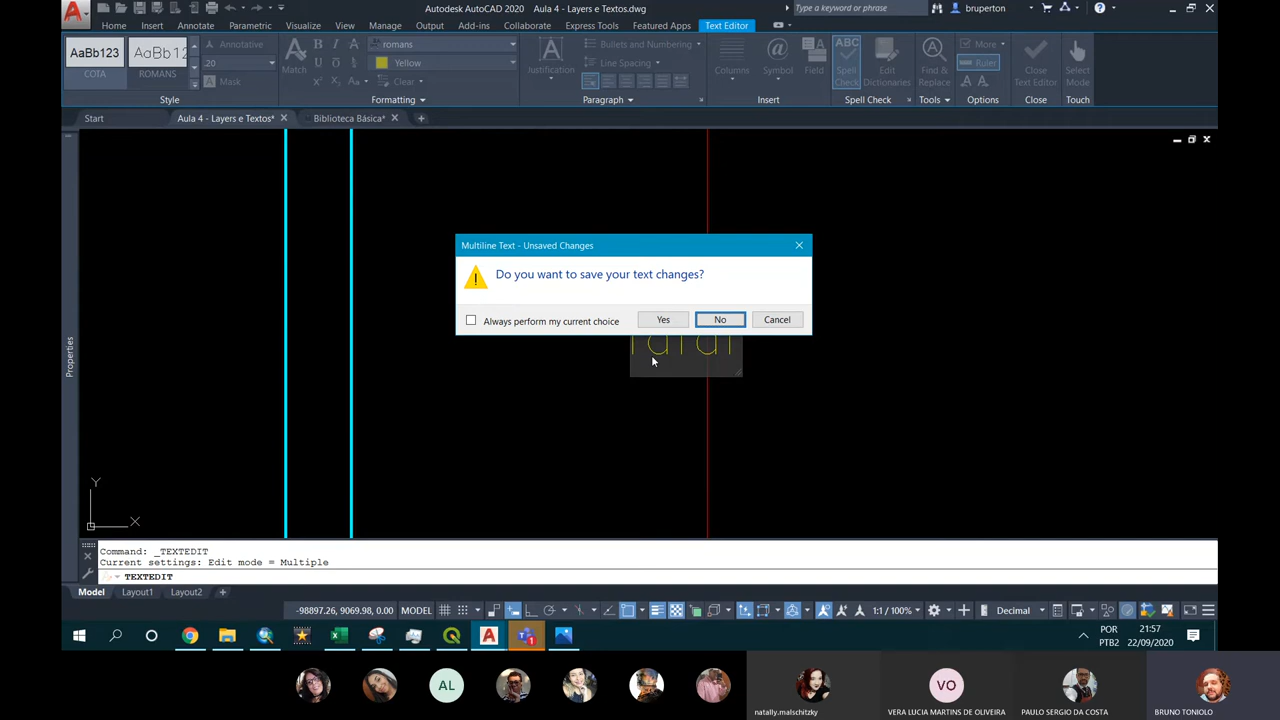 Autodesk AutoCAD 2020 Aula 4 - Layers e Textos.dwg
Type a keyword or phrase
bruperton
Home Insert Annotate Parametric Visualize View Manage Output Add-ins Collaborate Express Tools Featured Apps Text Editor
AaBb123
AaBb12
COTA
ROMANS
Annotative
20
Mask
Style
Match
romans
Yellow
Clear
Formatting
Justification
Bullets and Numbering
Line Spacing
Paragraph
Columns
Symbol
Field
Insert
ABC
Spell
Check
Edit
Dictionaries
Spell Check
Find &
Replace
Tools
More
Ruler
Options
Close
Text Editor
Close
Select
Mode
Touch
Start
Aula 4 - Layers e Textos*
Biblioteca Básica*
Properties
Multiline Text - Unsaved Changes
Do you want to save your text changes?
Always perform my current choice
Yes
No
Cancel
Y
X
Command: _TEXTEDIT
Current settings: Edit mode = Multiple
TEXTEDIT
Model Layout1 Layout2
-98897.26, 9069.98, 0.00 MODEL
1:1 / 100%
Decimal
POR
PTB2
21:57
22/09/2020
AL
VO
natally.malschitzky
VERA LUCIA MARTINS DE OLIVEIRA
PAULO SERGIO DA COSTA
BRUNO TONIOLO